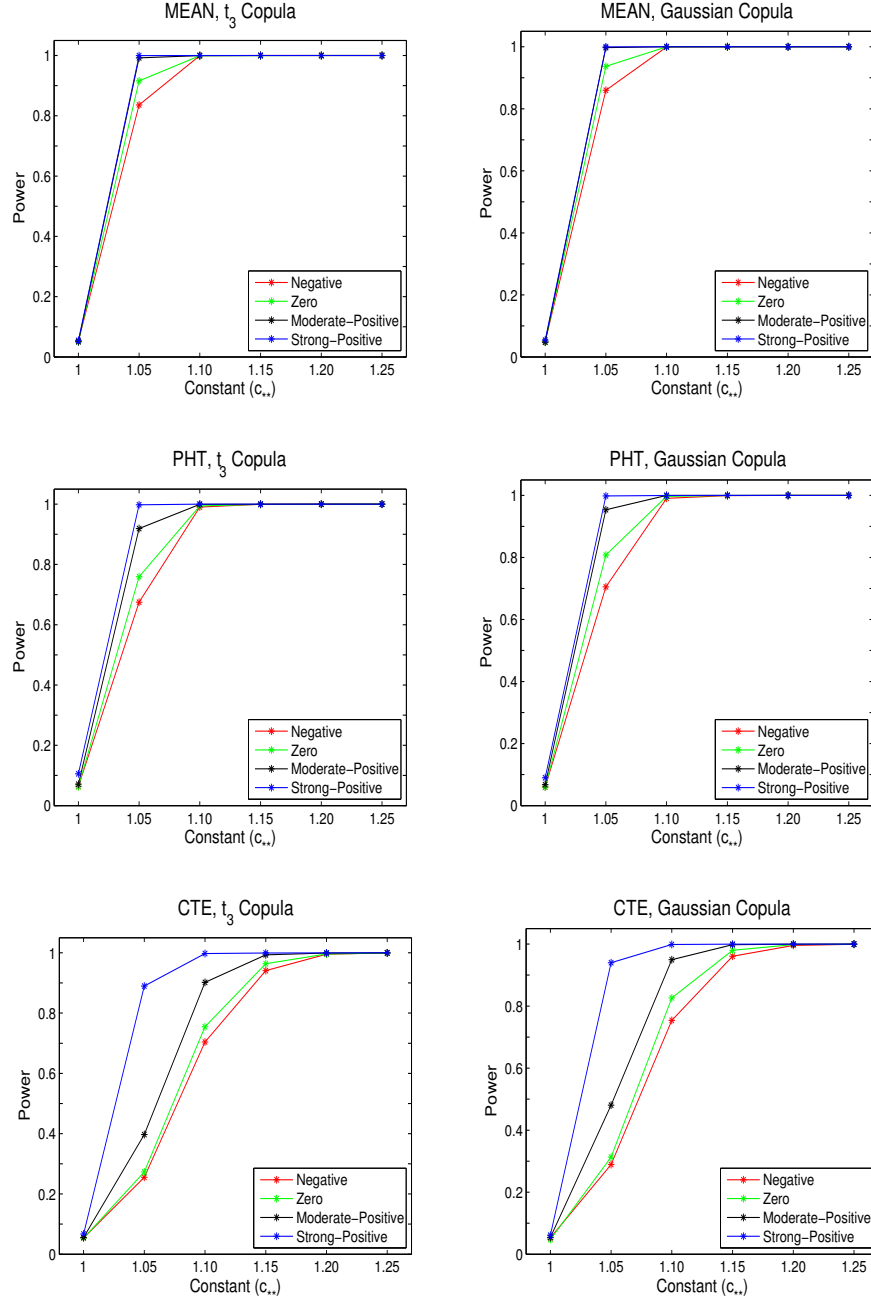 MEAN, t3 Copula
1
0.8
0.6
0.4
0.2
0
Power
Negative
Zero
Moderate-Positive
Strong-Positive
1 1.05 1.10 1.15 1.20 1.25
Constant (c**)
MEAN, Gaussian Copula
1
0.8
0.6
0.4
0.2
0
Power
Negative
Zero
Moderate-Positive
Strong-Positive
1 1.05 1.10 1.15 1.20 1.25
Constant (c**)
PHT, t3 Copula
1
0.8
0.6
0.4
0.2
0
Power
Negative
Zero
Moderate-Positive
Strong-Positive
1 1.05 1.10 1.15 1.20 1.25
Constant (c**)
PHT, Gaussian Copula
1
0.8
0.6
0.4
0.2
0
Power
Negative
Zero
Moderate-Positive
Strong-Positive
1 1.05 1.10 1.15 1.20 1.25
Constant (c**)
CTE, t3 Copula
1
0.8
0.6
0.4
0.2
0
Power
Negative
Zero
Moderate-Positive
Strong-Positive
1 1.05 1.10 1.15 1.20 1.25
Constant (c**)
CTE, Gaussian Copula
1
0.8
0.6
0.4
0.2
0
Power
Negative
Zero
Moderate-Positive
Strong-Positive
1 1.05 1.10 1.15 1.20 1.25
Constant (c**)